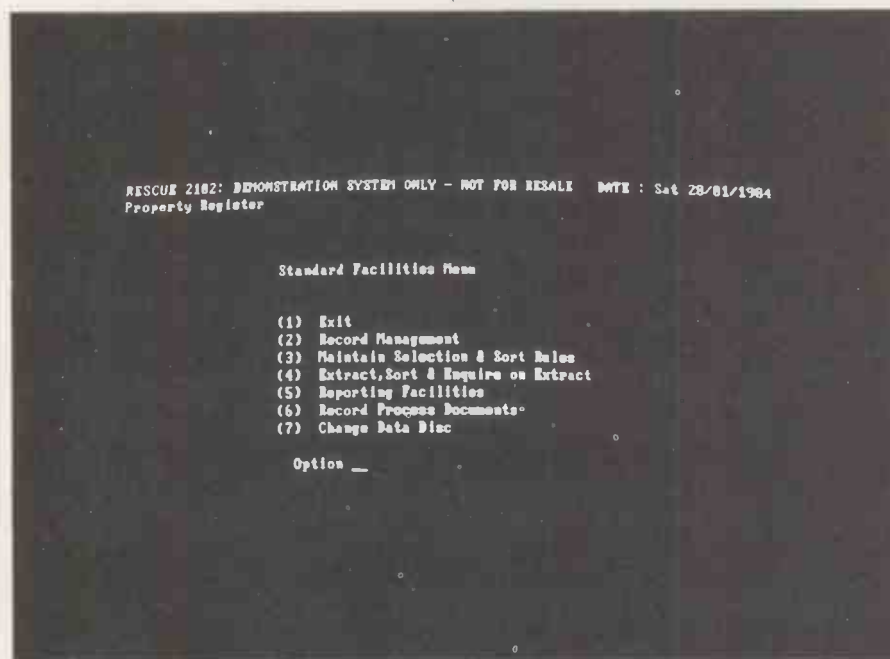 RESCUE 2102: DEMONSTRATION SYSTEM ONLY - NOT FOR RESALE DATE : Sat 28/01/1984
Property Register
Standard Facilities Menu
(1) Exit
(2) Record Management
(3) Maintain Selection & Sort Rules
(4) Extract,Sort & Enquire on Extract
(5) Reporting Facilities
(6) Record Process Documents
(7) Change Data Disc
Option __